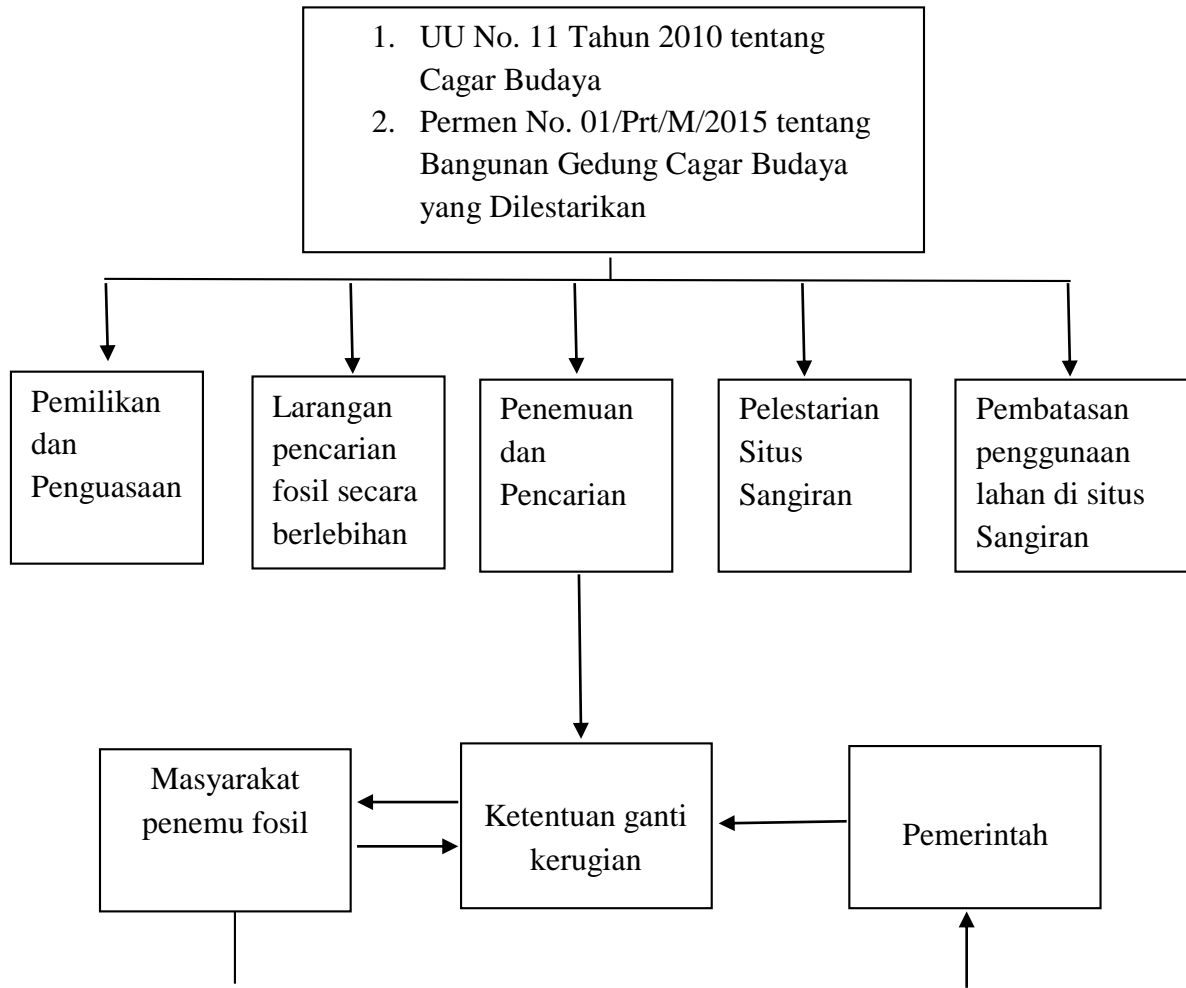 1. UU No. 11 Tahun 2010 tentang
Cagar Budaya
2. Permen No. 01/Prt/M/2015 tentang
Bangunan Gedung Cagar Budaya
yang Dilestarikan
Pemilikan
dan
Penguasaan
Larangan
pencarian
fosil secara
berlebihan
Penemuan
dan
Pencarian
Pelestarian
Situs
Sangiran
Pembatasan
penggunaan
lahan di situs
Sangiran
Masyarakat
penemu fosil
Ketentuan ganti
kerugian
Pemerintah